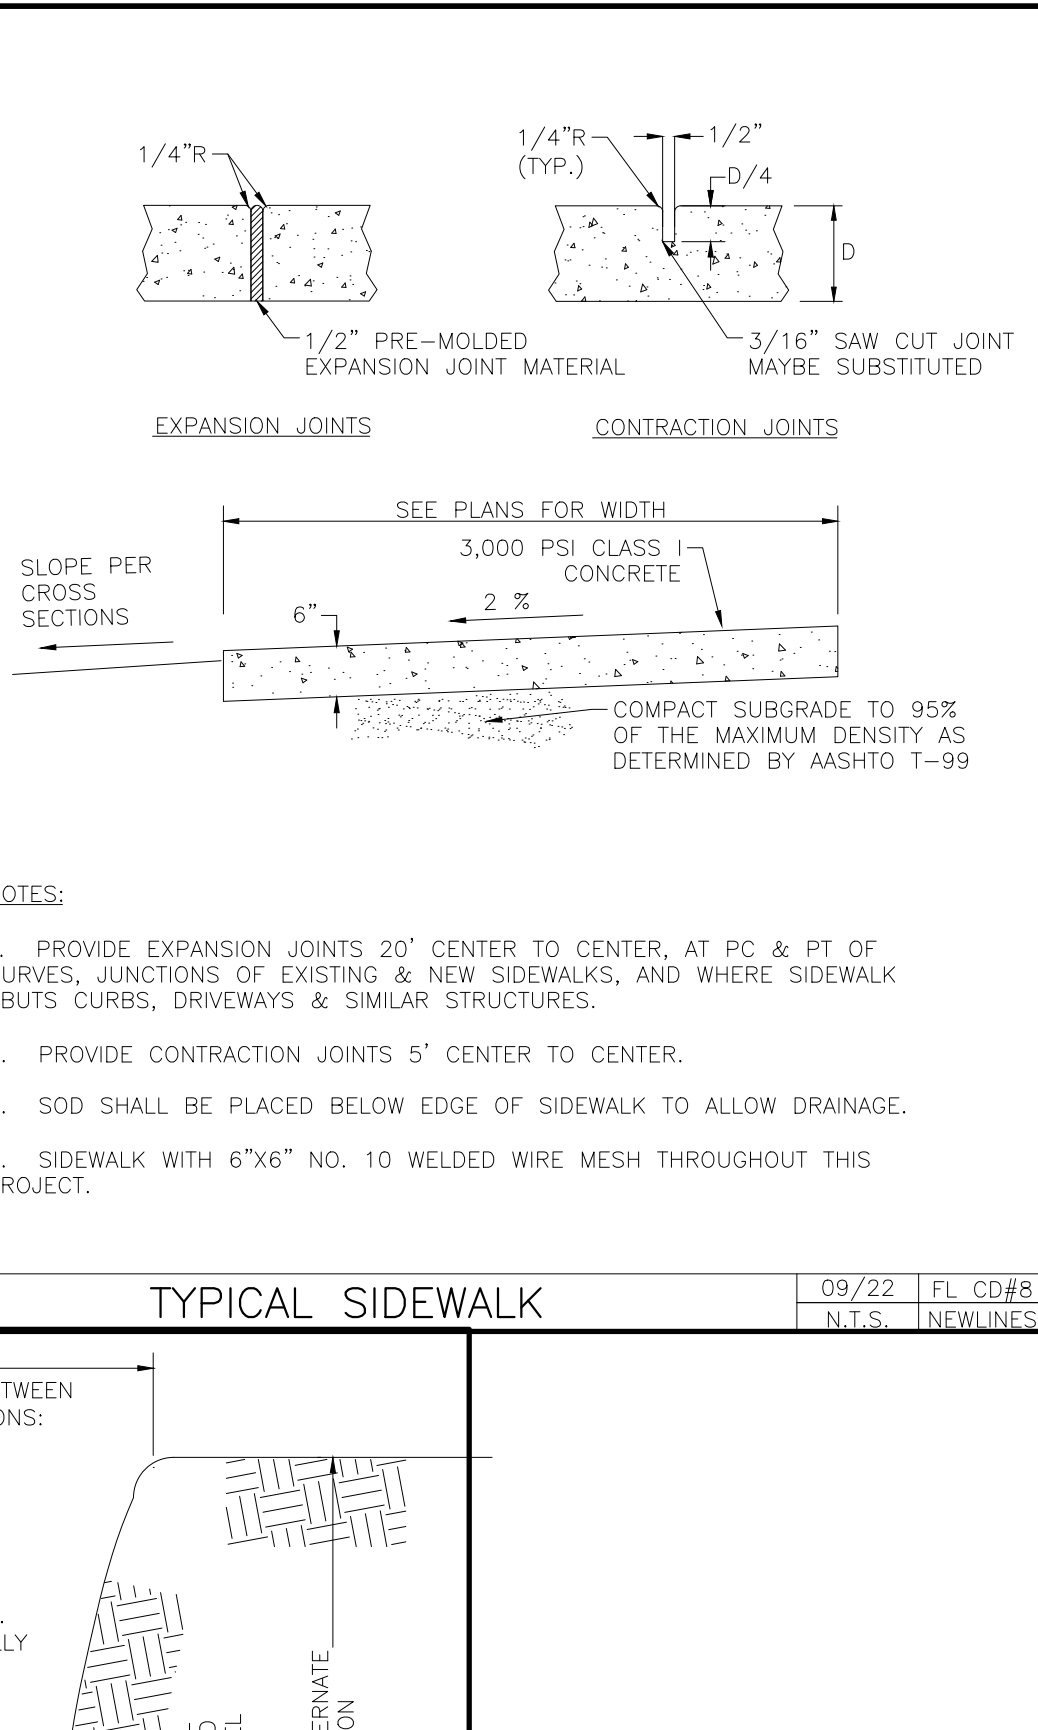 1/4"R
1/2" PRE-MOLDED
EXPANSION JOINT MATERIAL
EXPANSION JOINTS
1/4"R
(TYP.)
1/2"
D/4
D
3/16" SAW CUT JOINT
MAYBE SUBSTITUTED
CONTRACTION JOINTS
SEE PLANS FOR WIDTH
3,000 PSI CLASS I
CONCRETE
SLOPE PER
CROSS
SECTIONS
6"
2 %
COMPACT SUBGRADE TO 95%
OF THE MAXIMUM DENSITY AS
DETERMINED BY AASHTO T-99
OTES:
. PROVIDE EXPANSION JOINTS 20' CENTER TO CENTER, AT PC & PT OF
URVES, JUNCTIONS OF EXISTING & NEW SIDEWALKS, AND WHERE SIDEWALK
BUTS CURBS, DRIVEWAYS & SIMILAR STRUCTURES.
. PROVIDE CONTRACTION JOINTS 5' CENTER TO CENTER.
. SOD SHALL BE PLACED BELOW EDGE OF SIDEWALK TO ALLOW DRAINAGE.
. SIDEWALK WITH 6"X6" NO. 10 WELDED WIRE MESH THROUGHOUT THIS
ROJECT.
TYPICAL SIDEWALK
09/22
FL CD#8
N.T.S.
NEWLINES
TWEEN
ONS:
.
LLY
ERNATE
ON
EL